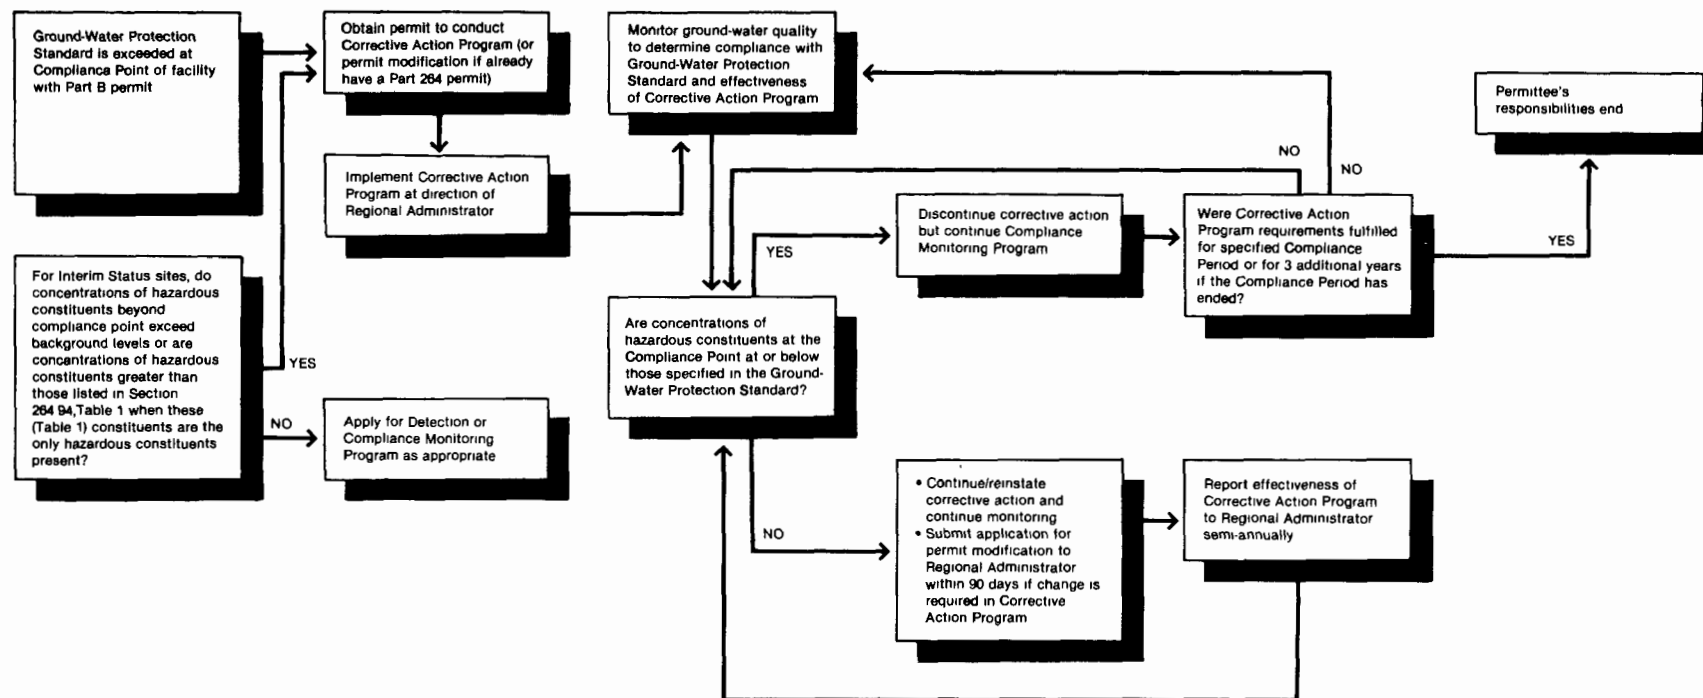 Ground-Water Protection
Standard is exceeded at
Compliance Point of facility
with Part B permit
Obtain permit to conduct
Corrective Action Program (or
permit modification if already
have a Part 264 permit)
Implement Corrective Action
Program at direction of
Regional Administrator
For Interim Status sites, do
concentrations of hazardous
constituents beyond
compliance point exceed
background levels or are
concentrations of hazardous
constituents greater than
those listed in Section
264 94, Table 1 when these
(Table 1) constituents are the
only hazardous constituents
present?
YES
NO
Apply for Detection or
Compliance Monitoring
Program as appropriate
Monitor ground-water quality
to determine compliance with
Ground-Water Protection
Standard and effectiveness
of Corrective Action Program
Are concentrations of
hazardous constituents at the
Compliance Point at or below
those specified in the Ground-
Water Protection Standard?
YES
Discontinue corrective action
but continue Compliance
Monitoring Program
NO
NO
Were Corrective Action
Program requirements fulfilled
for specified Compliance
Period or for 3 additional years
if the Compliance Period has
ended?
YES
Permittee's
responsibilities end
NO
• Continue/reinstate
corrective action and
continue monitoring
• Submit application for
permit modification to
Regional Administrator
within 90 days if change is
required in Corrective
Action Program
Report effectiveness of
Corrective Action Program
to Regional Administrator
semi-annually